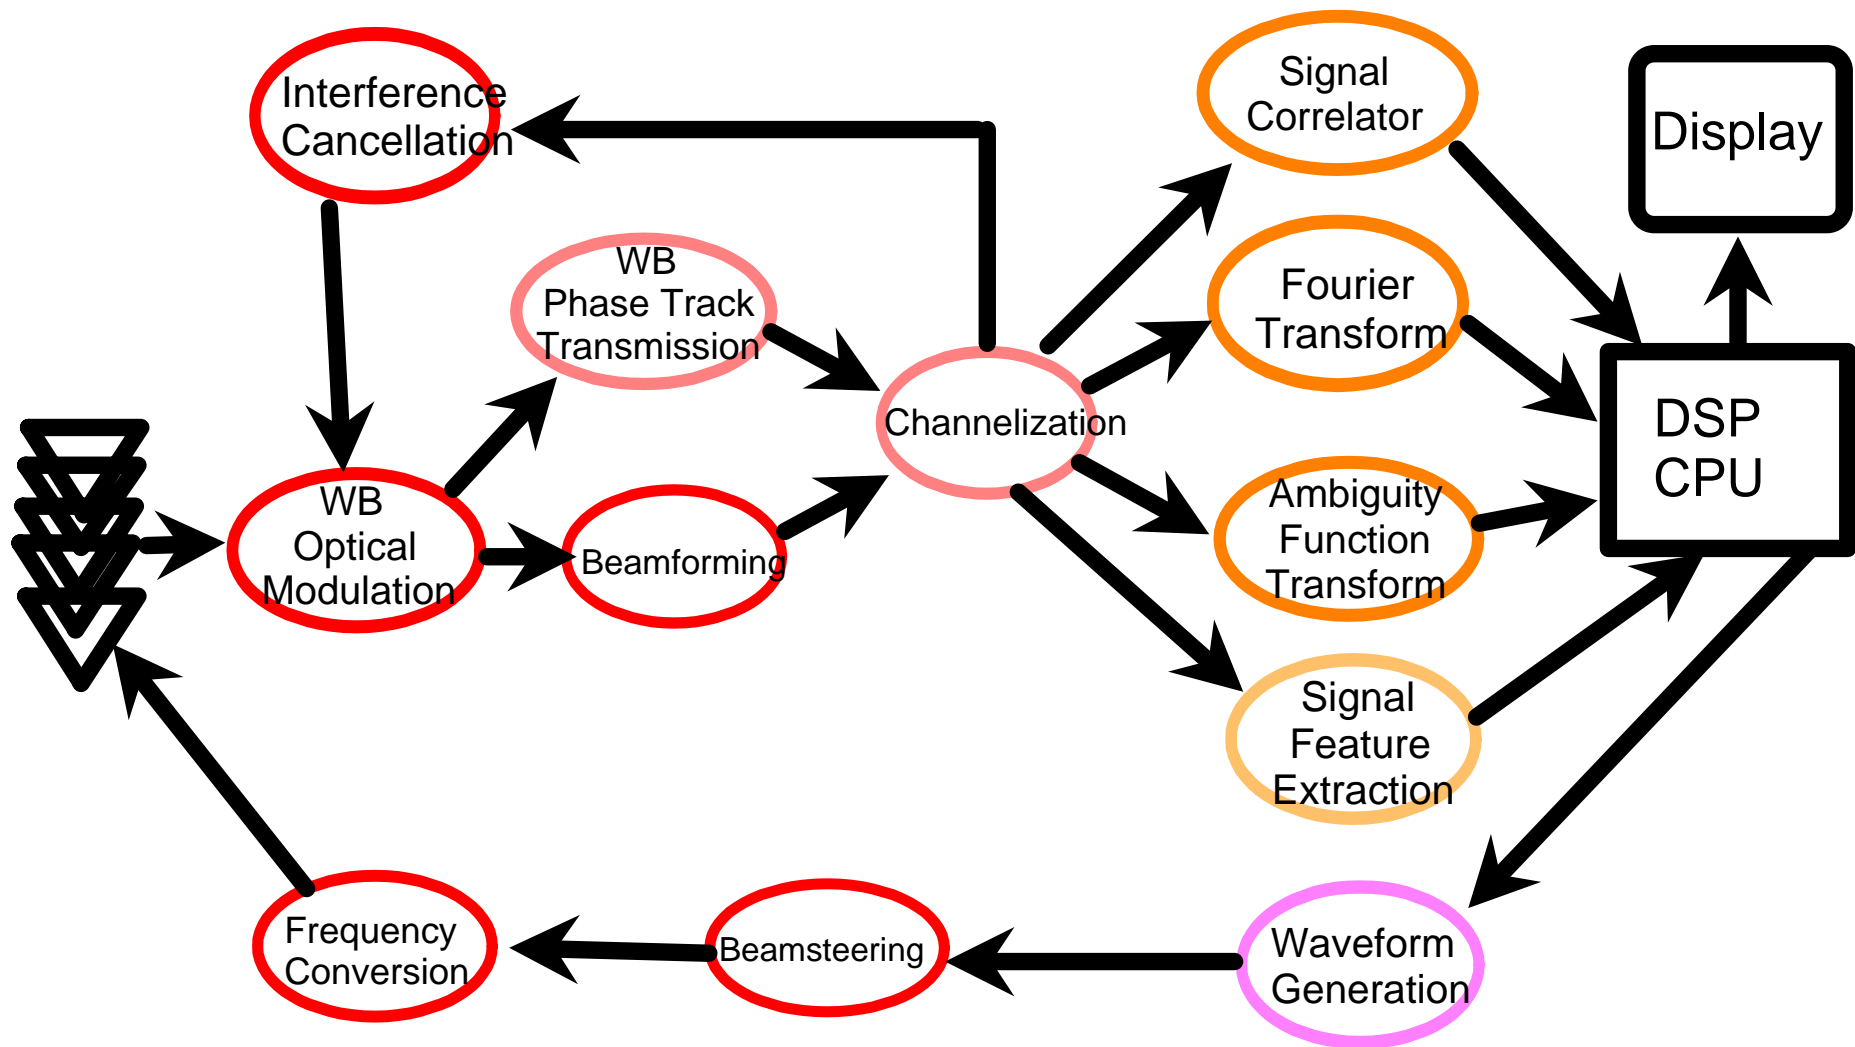 Interference
Cancellation
Signal
Correlator
Display
WB
Phase Track
Transmission
Fourier
Transform
Channelization
DSP
CPU
WB
Optical
Modulation
Beamforming
Ambiguity
Function
Transform
Signal
Feature
Extraction
Frequency
Conversion
Beamsteering
Waveform
Generation